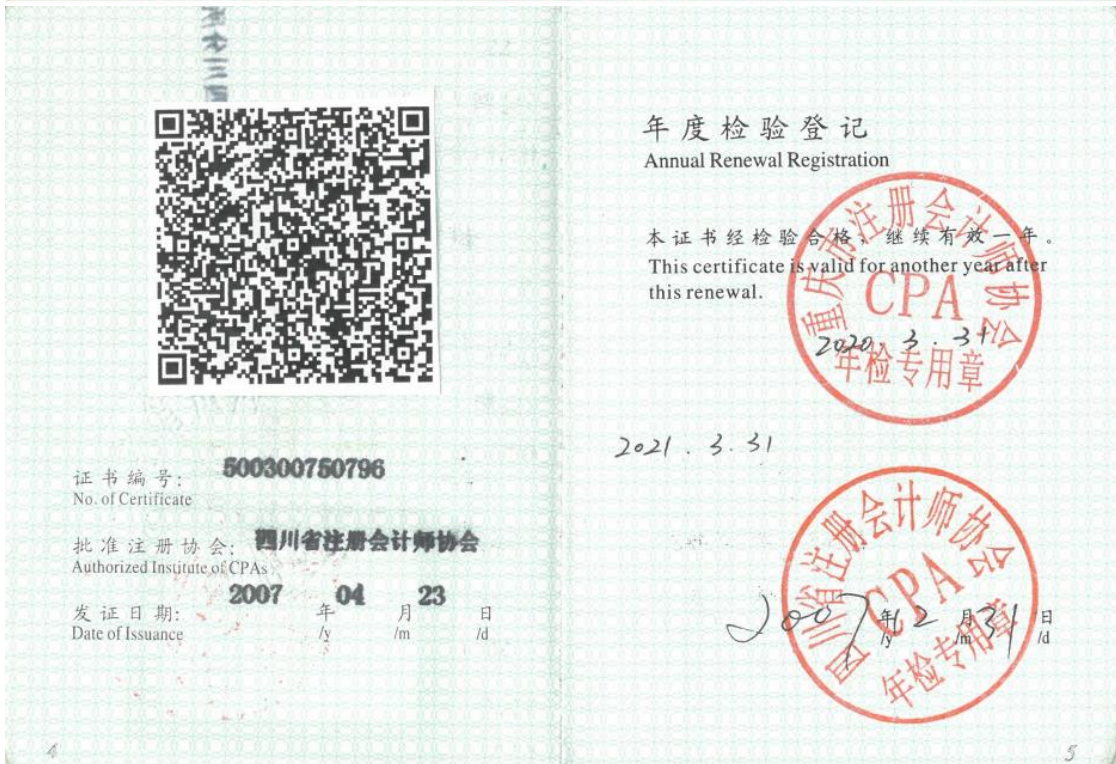 证书编号: 500300750796
No. of Certificate
批准注册协会: 四川省注册会计师协会
Authorized Institute of CPAs
发证日期: 2007 年 04 月 23 日
Date of Issuance /y /m /d
4
年度检验登记
Annual Renewal Registration
本证书经检验合格,继续有效一年。
This certificate is valid for another year after
this renewal.
重庆市注册会计师协会
CPA
2020.3.31
年检专用章
2021.3.31
四川省注册会计师协会
CPA
2007 年 12 月 31 日
/y /m /d
年检专用章
5